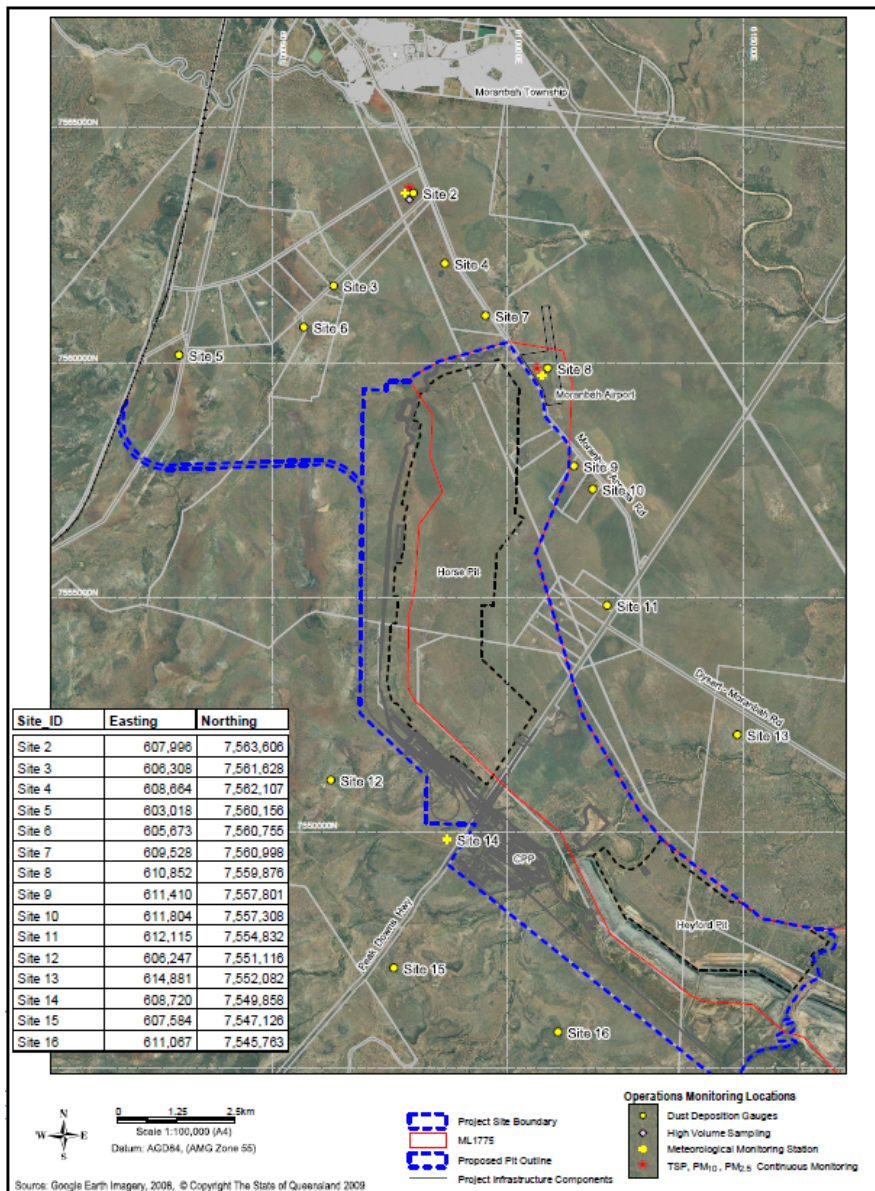 605000E
610000E
615000E
Moranbah Township
7565000N
Site 2
Site 4
Site 3
Site 7
Site 6
Site 5
7560000N
Site 8
Moranbah Airport
Site 9
Site 10
Horse Pit
7555000N
Site 11
Dysart - Moranbah Rd
Site 13
Site 12
7550000N
Site 14
CPP
Heyford Pit
Peak Downs Hwy
Site 15
Site 16
Site_ID Easting Northing
Site 2 607,996 7,563,606
Site 3 606,308 7,561,628
Site 4 608,664 7,562,107
Site 5 603,018 7,560,156
Site 6 605,673 7,560,755
Site 7 609,528 7,560,998
Site 8 610,852 7,559,876
Site 9 611,410 7,557,801
Site 10 611,804 7,557,308
Site 11 612,115 7,554,832
Site 12 606,247 7,551,116
Site 13 614,881 7,552,082
Site 14 608,720 7,549,858
Site 15 607,584 7,547,126
Site 16 611,067 7,545,763
N
W E
S
0 1.25 2.5km
Scale 1:100,000 (A4)
Datum: AGD84, (AMG Zone 55)
Project Site Boundary
ML1775
Proposed Pit Outline
Project Infrastructure Components
Operations Monitoring Locations
Dust Deposition Gauges
High Volume Sampling
Meteorological Monitoring Station
TSP, PM10, PM2.5 Continuous Monitoring
Source: Google Earth Imagery, 2008, © Copyright The State of Queensland 2009